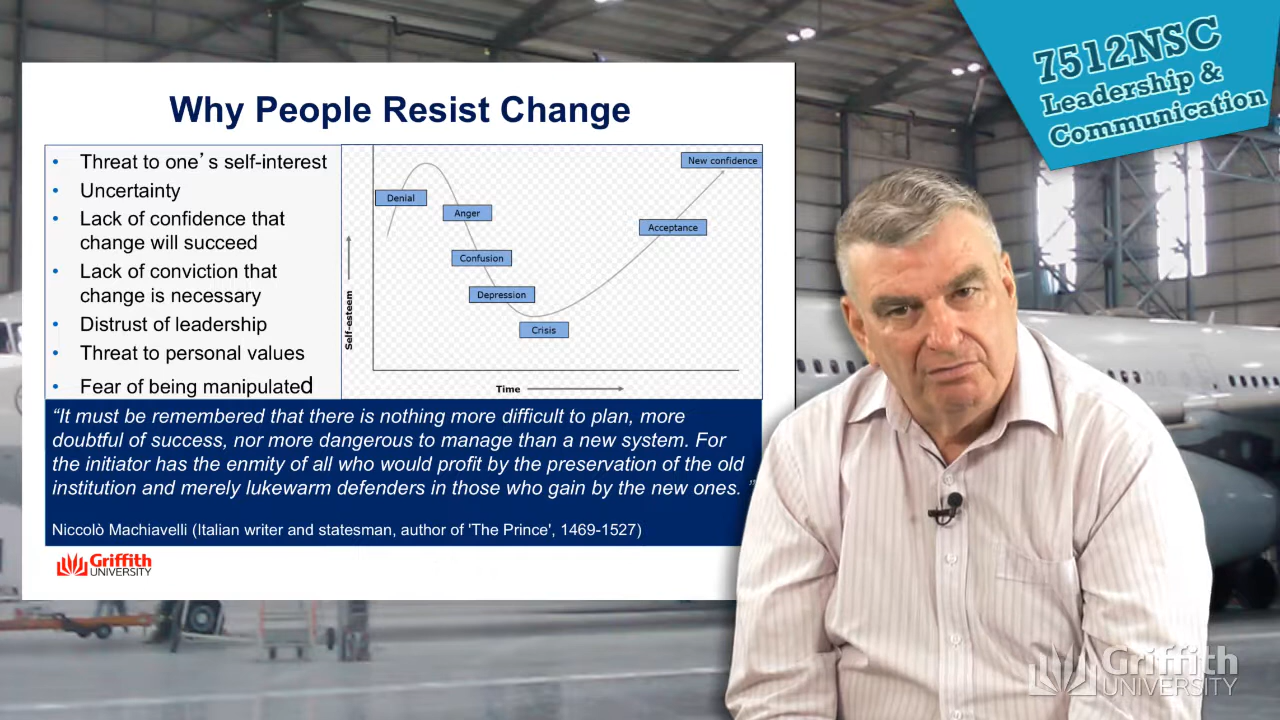 7512NSC
Leadership &
Communication
Why People Resist Change
• Threat to one’s self-interest
• Uncertainty
• Lack of confidence that
change will succeed
• Lack of conviction that
change is necessary
• Distrust of leadership
• Threat to personal values
• Fear of being manipulated
New confidence
Denial
Anger
Acceptance
Confusion
Depression
Crisis
Self-esteem
Time
“It must be remembered that there is nothing more difficult to plan, more
doubtful of success, nor more dangerous to manage than a new system. For
the initiator has the enmity of all who would profit by the preservation of the old
institution and merely lukewarm defenders in those who gain by the new ones. ”
Niccolò Machiavelli (Italian writer and statesman, author of 'The Prince', 1469-1527)
Griffith
UNIVERSITY
Griffith
UNIVERSITY